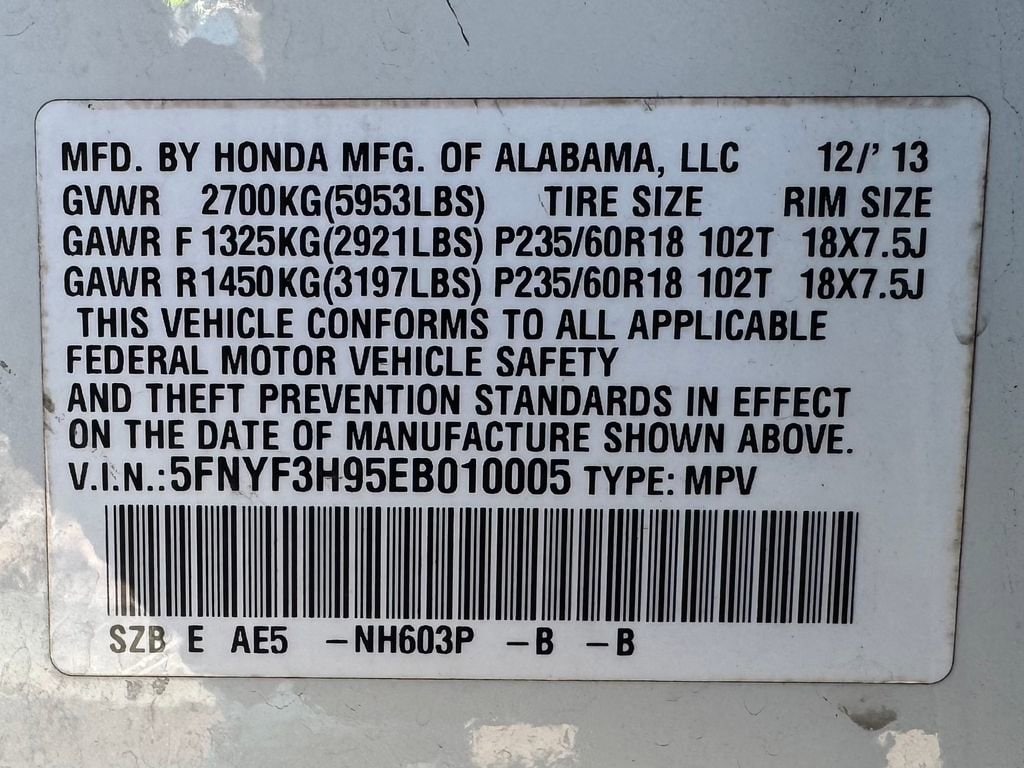 MFD. BY HONDA MFG. OF ALABAMA, LLC 12/' 13
GVWR 2700KG(5953LBS) TIRE SIZE RIM SIZE
GAWR F 1325KG(2921LBS) P235/60R18 102T 18X7.5J
GAWR R 1450KG(3197LBS) P235/60R18 102T 18X7.5J
THIS VEHICLE CONFORMS TO ALL APPLICABLE
FEDERAL MOTOR VEHICLE SAFETY
AND THEFT PREVENTION STANDARDS IN EFFECT
ON THE DATE OF MANUFACTURE SHOWN ABOVE.
V.I.N.: 5FNYF3H95EB010005 TYPE: MPV
SZB E AE5 -NH603P -B -B